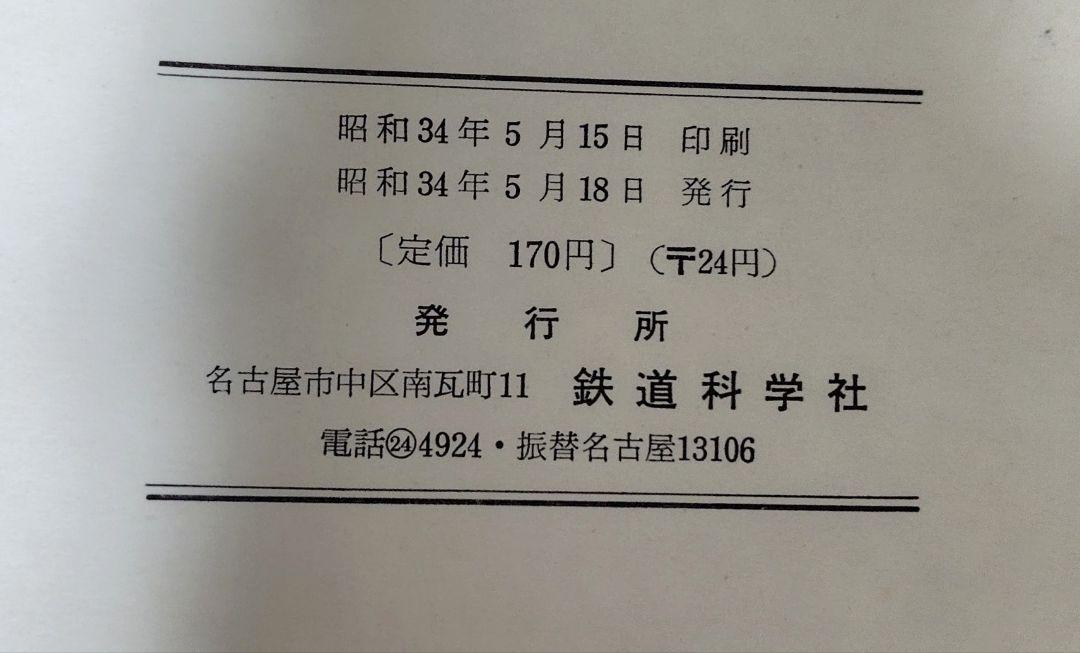 昭和34年5月15日 印刷
昭和34年5月18日 発行
〔定価 170円〕(〒24円)
発行所
名古屋市中区南瓦町11 鉄道科学社
電話㉔4924・振替名古屋13106